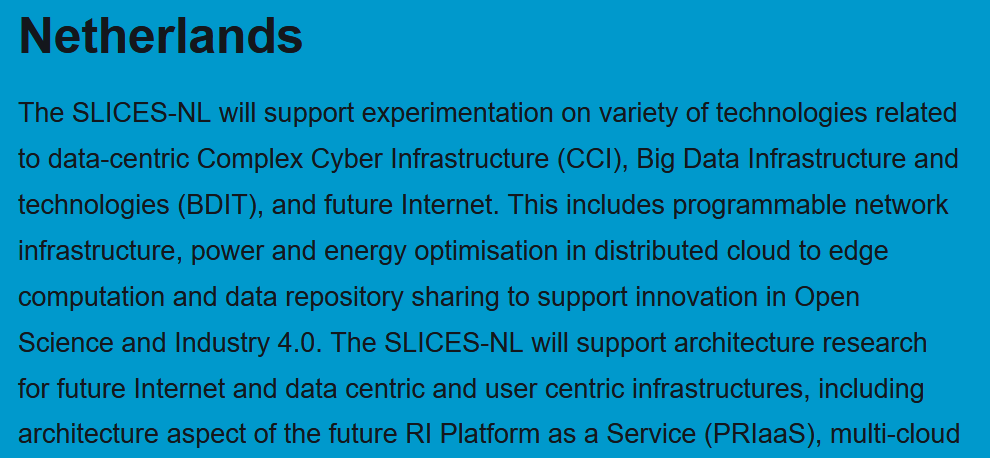 Netherlands
The SLICES-NL will support experimentation on variety of technologies related
to data-centric Complex Cyber Infrastructure (CCI), Big Data Infrastructure and
technologies (BDIT), and future Internet. This includes programmable network
infrastructure, power and energy optimisation in distributed cloud to edge
computation and data repository sharing to support innovation in Open
Science and Industry 4.0. The SLICES-NL will support architecture research
for future Internet and data centric and user centric infrastructures, including
architecture aspect of the future RI Platform as a Service (PRIaaS), multi-cloud